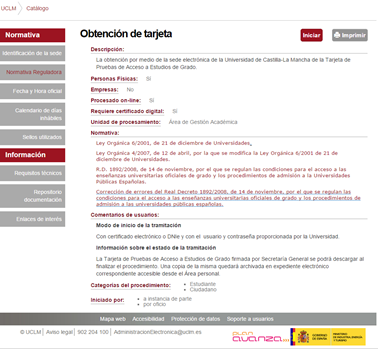 UCLM Catálogo
Normativa
Identificación de la sede
Normativa Reguladora
Fecha y Hora oficial
Calendario de días
inhábiles
Sellos utilizados
Información
Requisitos técnicos
Repositorio
documentación
Enlaces de interés
Obtención de tarjeta
Iniciar
Imprimir
Descripción:
La obtención por medio de la sede electrónica de la Universidad de Castilla-La Mancha de la Tarjeta de
Pruebas de Acceso a Estudios de Grado.
Personas Físicas: Si
Empresas: No
Procesado on-line: Si
Requiere certificado digital: Si
Unidad de procesamiento: Área de Gestión Académica
Normativa:
Ley Orgánica 6/2001, de 21 de diciembre de Universidades.
Ley Orgánica 4/2007, de 12 de abril, por la que se modifica la Ley Orgánica 6/2001 de 21 de
diciembre de Universidades.
R.D. 1892/2008, de 14 de noviembre, por el que se regulan las condiciones para el acceso a las
enseñanzas universitarias oficiales de grado y los procedimientos de admisión a la Universidades
Públicas Españolas.
Corrección de errores del Real Decreto 1892/2008, de 14 de noviembre, por el que se regulan las
condiciones para el acceso a las enseñanzas universitarias oficiales de grado y los procedimientos de
admisión a las universidades públicas españolas.
Comentarios de usuarios:
Modo de inicio de la tramitación
Con certificado electrónico o DNIe y con el usuario y contraseña proporcionada por la Universidad.
Información sobre el estado de la tramitación
La Tarjeta de Pruebas de Acceso a Estudios de Grado firmada por Secretaría General se podrá descargar al
finalizar el procedimiento. Una copia de la misma quedará archivada en expediente electrónico
correspondiente accesible desde el Área personal.
Categorías del procedimiento:
Estudiante
Ciudadano
Iniciado por:
a instancia de parte
por oficio
Mapa web Accesibilidad Protección de datos Soporte a usuarios
© UCLM Aviso legal 902 204 100 AdministracionElectronica@uclm.es
PLAN
avanza
GOBIERNO
DE ESPAÑA
MINISTERIO
DE INDUSTRIA, ENERGÍA
Y TURISMO